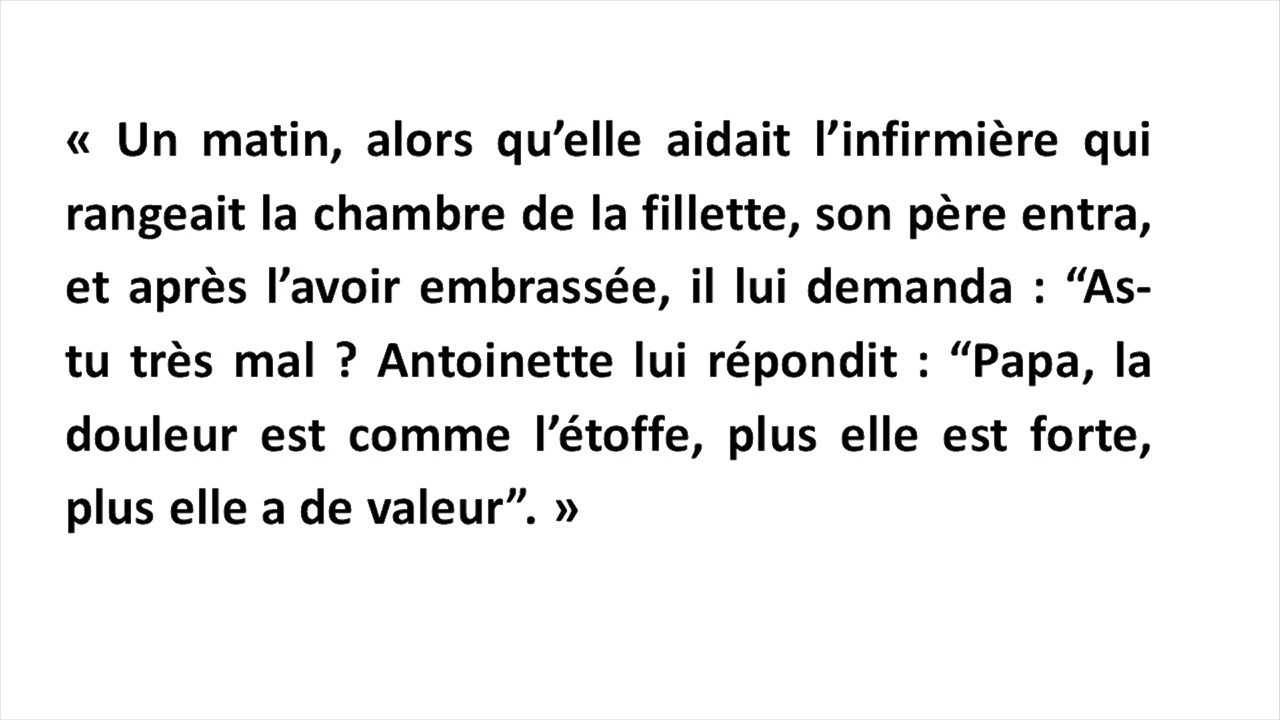 « Un matin, alors qu’elle aidait l’infirmière qui
rangeait la chambre de la fillette, son père entra,
et après l’avoir embrassée, il lui demanda : “As-
tu très mal ? Antoinette lui répondit : “Papa, la
douleur est comme l’étoffe, plus elle est forte,
plus elle a de valeur”. »